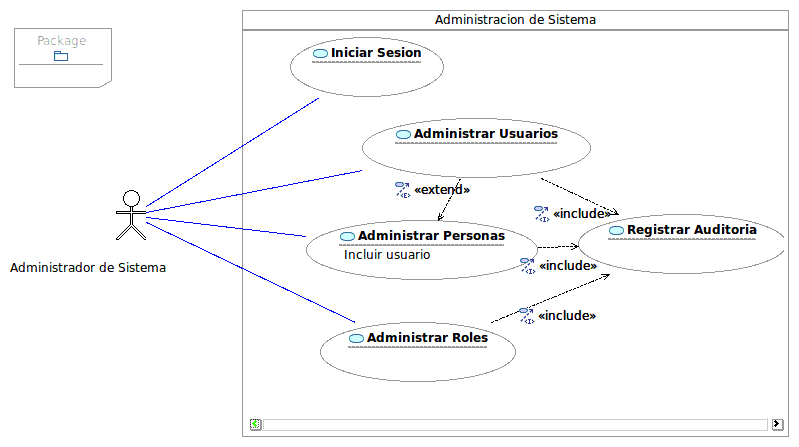 Administracion de Sistema
Package
Iniciar Sesion
Administrar Usuarios
«extend»
«include»
Administrar Personas
Incluir usuario
Registrar Auditoria
«include»
Administrador de Sistema
«include»
Administrar Roles